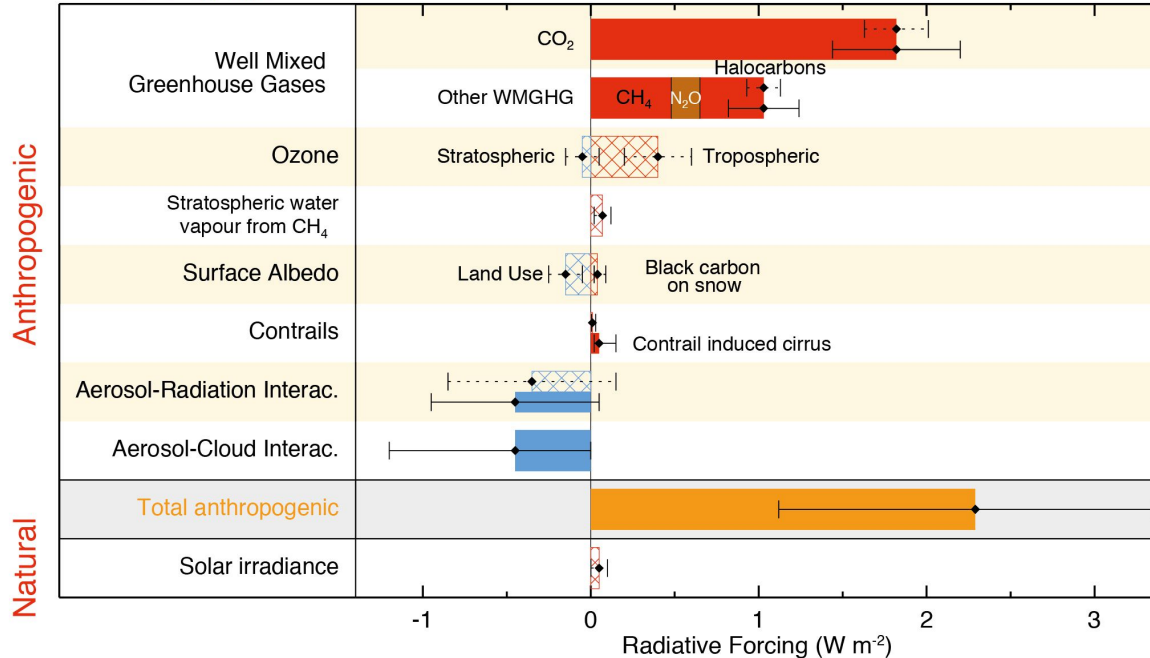 Anthropogenic
Natural
Well Mixed
Greenhouse Gases
CO₂
Halocarbons
Other WMGHG
CH₄
N₂O
Ozone
Stratospheric
Tropospheric
Stratospheric water
vapour from CH₄
Surface Albedo
Land Use
Black carbon
on snow
Contrails
Contrail induced cirrus
Aerosol-Radiation Interac.
Aerosol-Cloud Interac.
Total anthropogenic
Solar irradiance
-1 0 1 2 3
Radiative Forcing (W m⁻²)